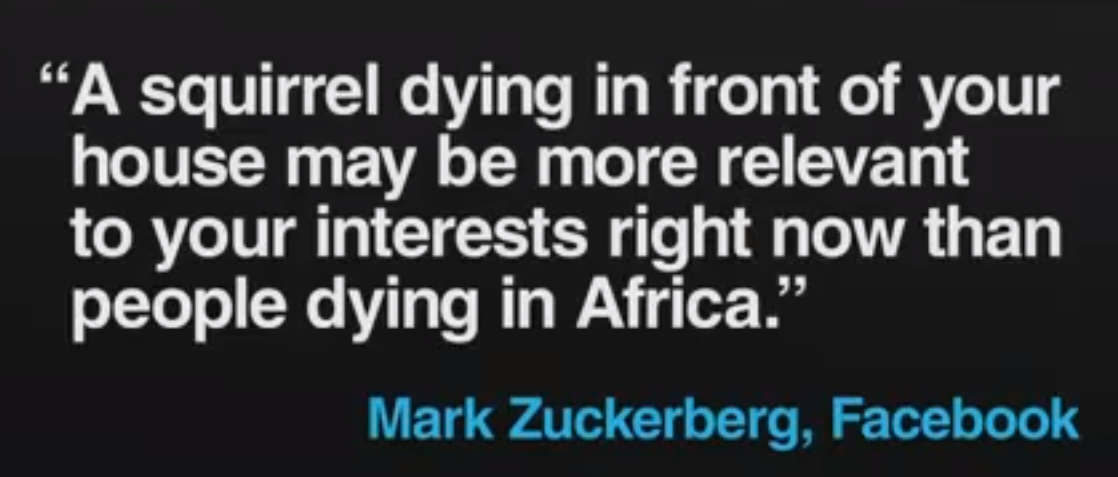 “A squirrel dying in front of your
house may be more relevant
to your interests right now than
people dying in Africa.”
Mark Zuckerberg, Facebook